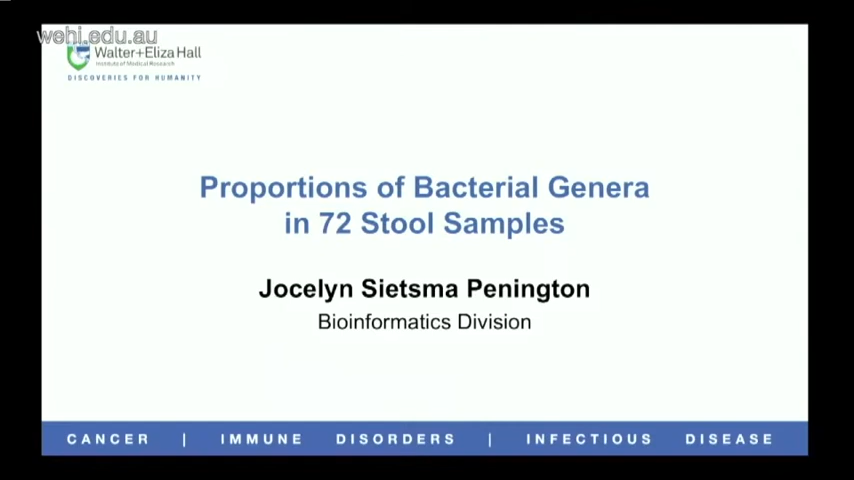 wehi.edu.au
Walter+Eliza Hall
Institute of Medical Research
DISCOVERIES FOR HUMANITY
Proportions of Bacterial Genera
in 72 Stool Samples
Jocelyn Sietsma Penington
Bioinformatics Division
CANCER | IMMUNE DISORDERS | INFECTIOUS DISEASE